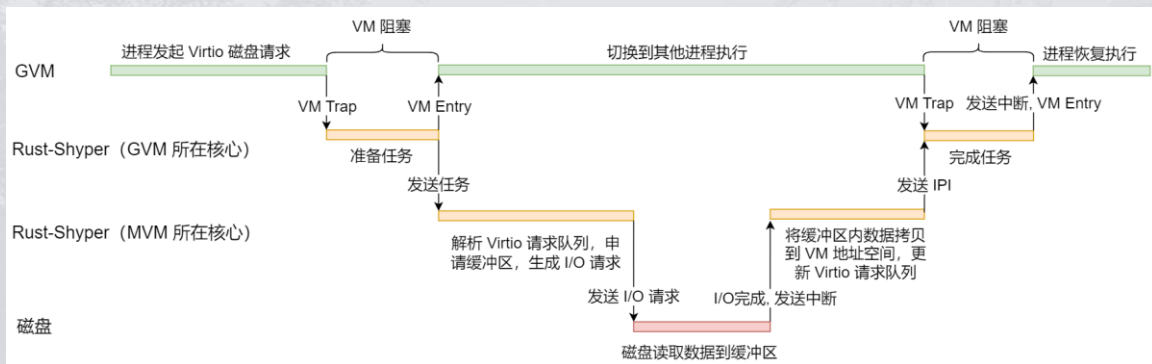 VM 阻塞
VM 阻塞
进程发起 Virtio 磁盘请求
切换到其他进程执行
进程恢复执行
GVM
VM Trap
VM Entry
VM Trap
发送中断, VM Entry
Rust-Shyper（GVM 所在核心）
准备任务
完成任务
发送任务
发送 IPI
Rust-Shyper（MVM 所在核心）
解析 Virtio 请求队列，申
请缓冲区，生成 I/O 请求
将缓冲区内数据拷贝
到 VM 地址空间，更
新 Virtio 请求队列
发送 I/O 请求
I/O完成, 发送中断
磁盘
磁盘读取数据到缓冲区